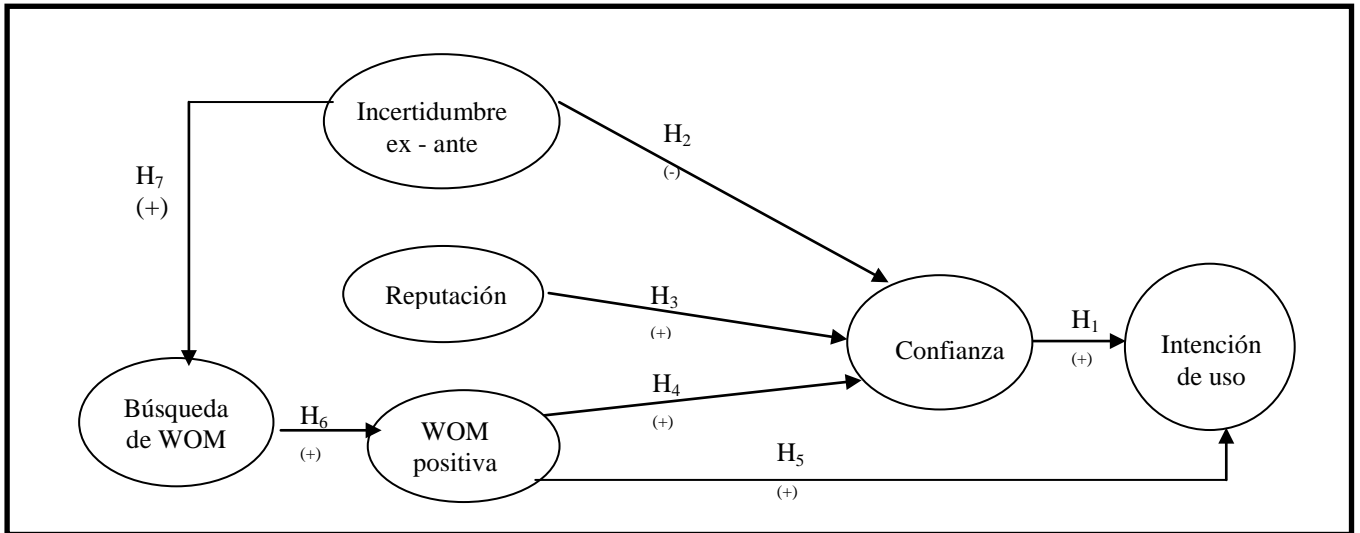 Incertidumbre
ex - ante
H2
(-)
H7
(+)
Reputación
H3
(+)
Confianza
H1
(+)
Intención
de uso
Búsqueda
de WOM
H6
(+)
WOM
positiva
H4
(+)
H5
(+)